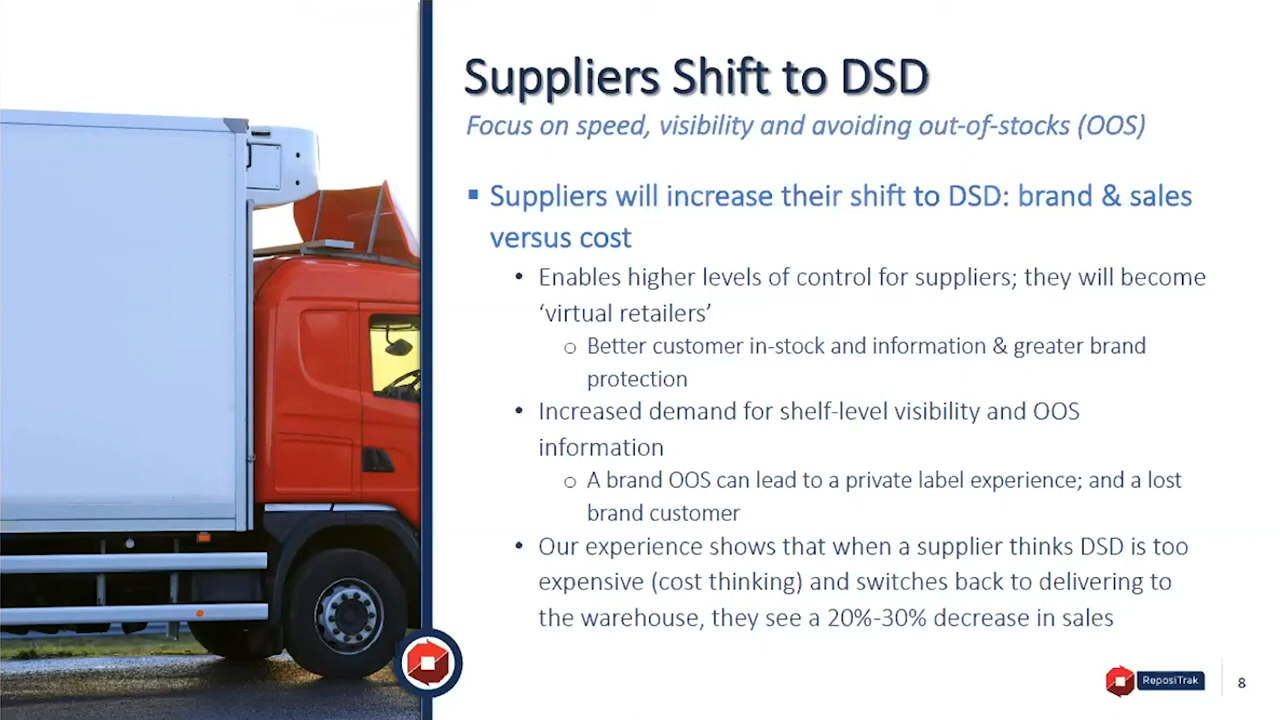 Suppliers Shift to DSD
Focus on speed, visibility and avoiding out-of-stocks (OOS)
▪ Suppliers will increase their shift to DSD: brand & sales
versus cost
• Enables higher levels of control for suppliers; they will become
‘virtual retailers’
o Better customer in-stock and information & greater brand
protection
• Increased demand for shelf-level visibility and OOS
information
o A brand OOS can lead to a private label experience; and a lost
brand customer
• Our experience shows that when a supplier thinks DSD is too
expensive (cost thinking) and switches back to delivering to
the warehouse, they see a 20%-30% decrease in sales
ReposiTrak
8